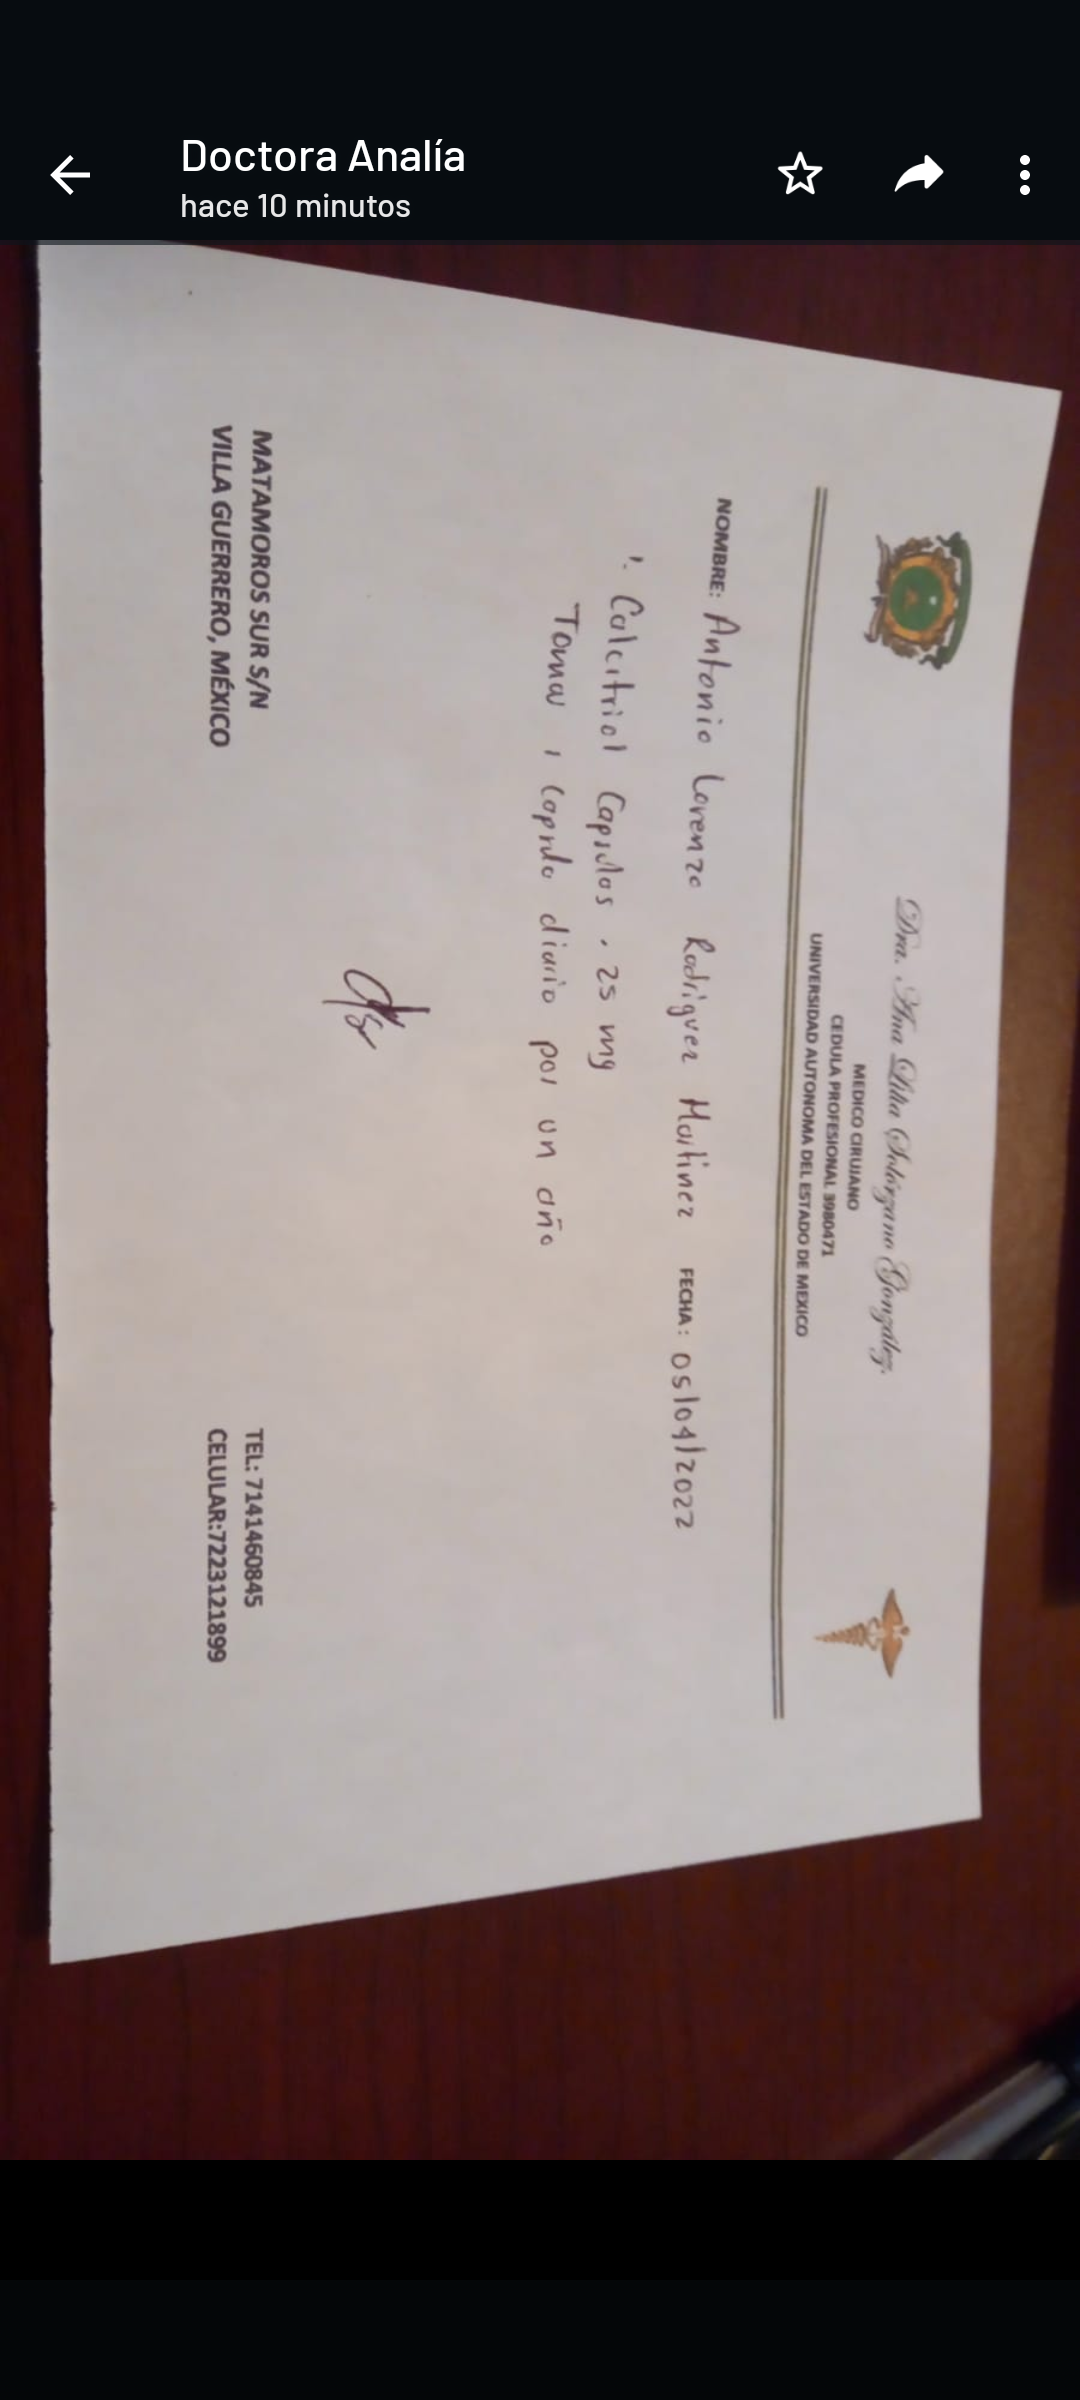 Doctora Analía
hace 10 minutos
Dra. Ana Lilia Solórzano González.
MEDICO CIRUJANO
CEDULA PROFESIONAL 3980471
UNIVERSIDAD AUTONOMA DEL ESTADO DE MEXICO
NOMBRE: Antonio Lorenzo Rodriguez Martinez FECHA: 05/04/2022
1. Calcitriol Capsulas .25 mg
Tomar 1 Capsula diario por un año
MATAMOROS SUR S/N
VILLA GUERRERO, MÉXICO
TEL: 7141460845
CELULAR:7223121899